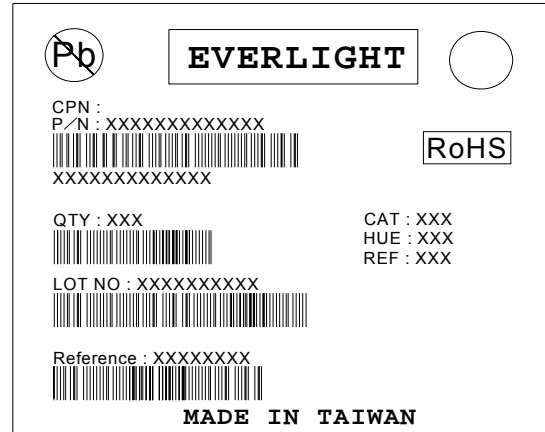 Pb
EVERLIGHT
CPN :
P/N : XXXXXXXXXXXXX
RoHS
XXXXXXXXXXXXX
QTY : XXX
CAT : XXX
HUE : XXX
REF : XXX
LOT NO : XXXXXXXXXX
Reference : XXXXXXXX
MADE IN TAIWAN